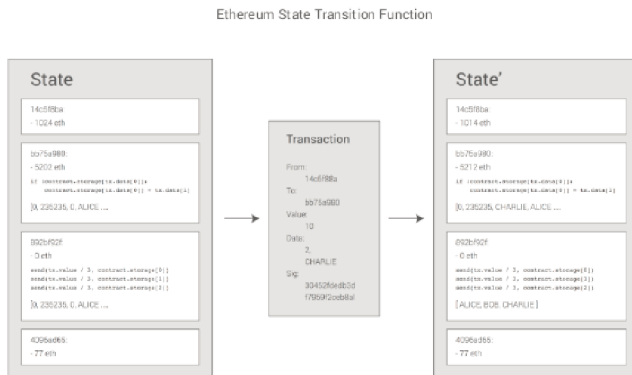 Ethereum State Transition Function
State
14c5f8ba:
- 1024 eth
bb75a980:
- 5202 eth
if !contract.storage[tx.data[0]]:
contract.storage[tx.data[0]] = tx.data[1]
[0, 235235, 0, ALICE ....
892bf92f:
- 0 eth
send(tx.value / 3, contract.storage[0])
send(tx.value / 3, contract.storage[1])
send(tx.value / 3, contract.storage[2])
[0, 235235, 0, ALICE ....
4096ad65:
- 77 eth
Transaction
From:
14c5f88a
To:
bb75a980
Value:
10
Data:
2,
CHARLIE
Sig:
30452fdedb3d
f7959f2ceb8a1
State'
14c5f8ba:
- 1014 eth
bb75a980:
- 5212 eth
if !contract.storage[tx.data[0]]:
contract.storage[tx.data[0]] = tx.data[1]
[0, 235235, CHARLIE, ALICE ....
892bf92f:
- 0 eth
send(tx.value / 3, contract.storage[0])
send(tx.value / 3, contract.storage[1])
send(tx.value / 3, contract.storage[2])
[ ALICE, BOB, CHARLIE ]
4096ad65:
- 77 eth